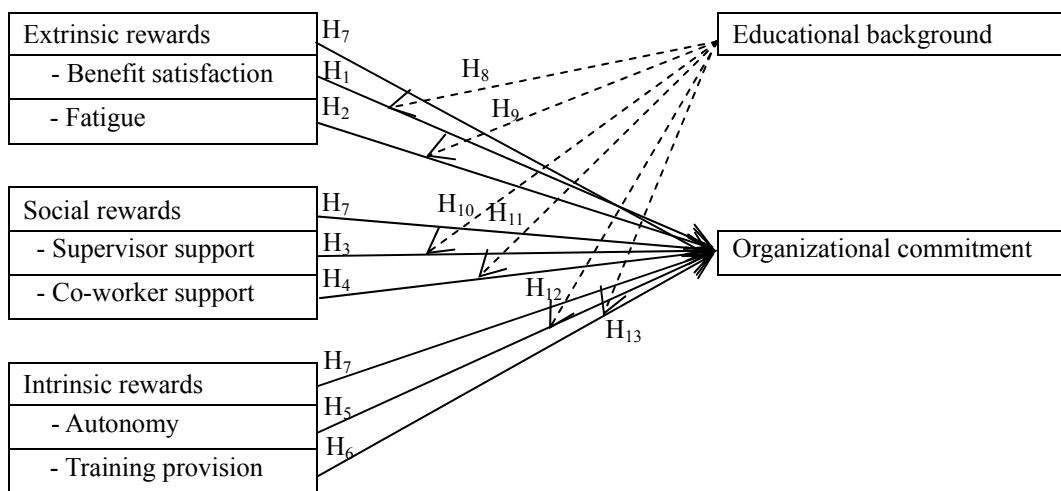 Extrinsic rewards
- Benefit satisfaction
- Fatigue
H₇
H₁
H₂
H₈
H₉
Educational background
Social rewards
- Supervisor support
- Co-worker support
H₇
H₃
H₄
H₁₀
H₁₁
Organizational commitment
H₁₂
H₁₃
Intrinsic rewards
- Autonomy
- Training provision
H₇
H₅
H₆